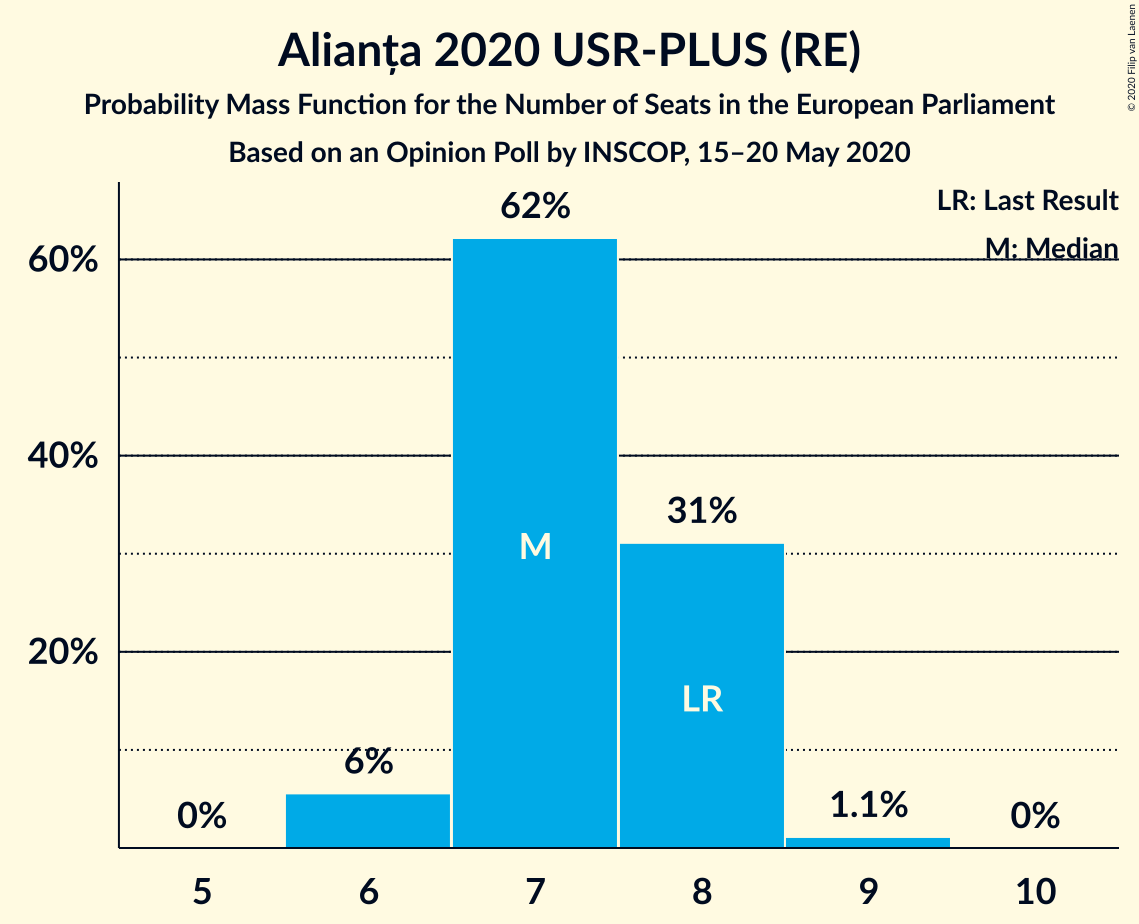 Alianța 2020 USR-PLUS (RE)
Probability Mass Function for the Number of Seats in the European Parliament
Based on an Opinion Poll by INSCOP, 15–20 May 2020
© 2020 Filip van Laenen
LR: Last Result
M: Median
62%
60%
40%
31%
M
20%
LR
6%
0%
1.1%
0%
5 6 7 8 9 10